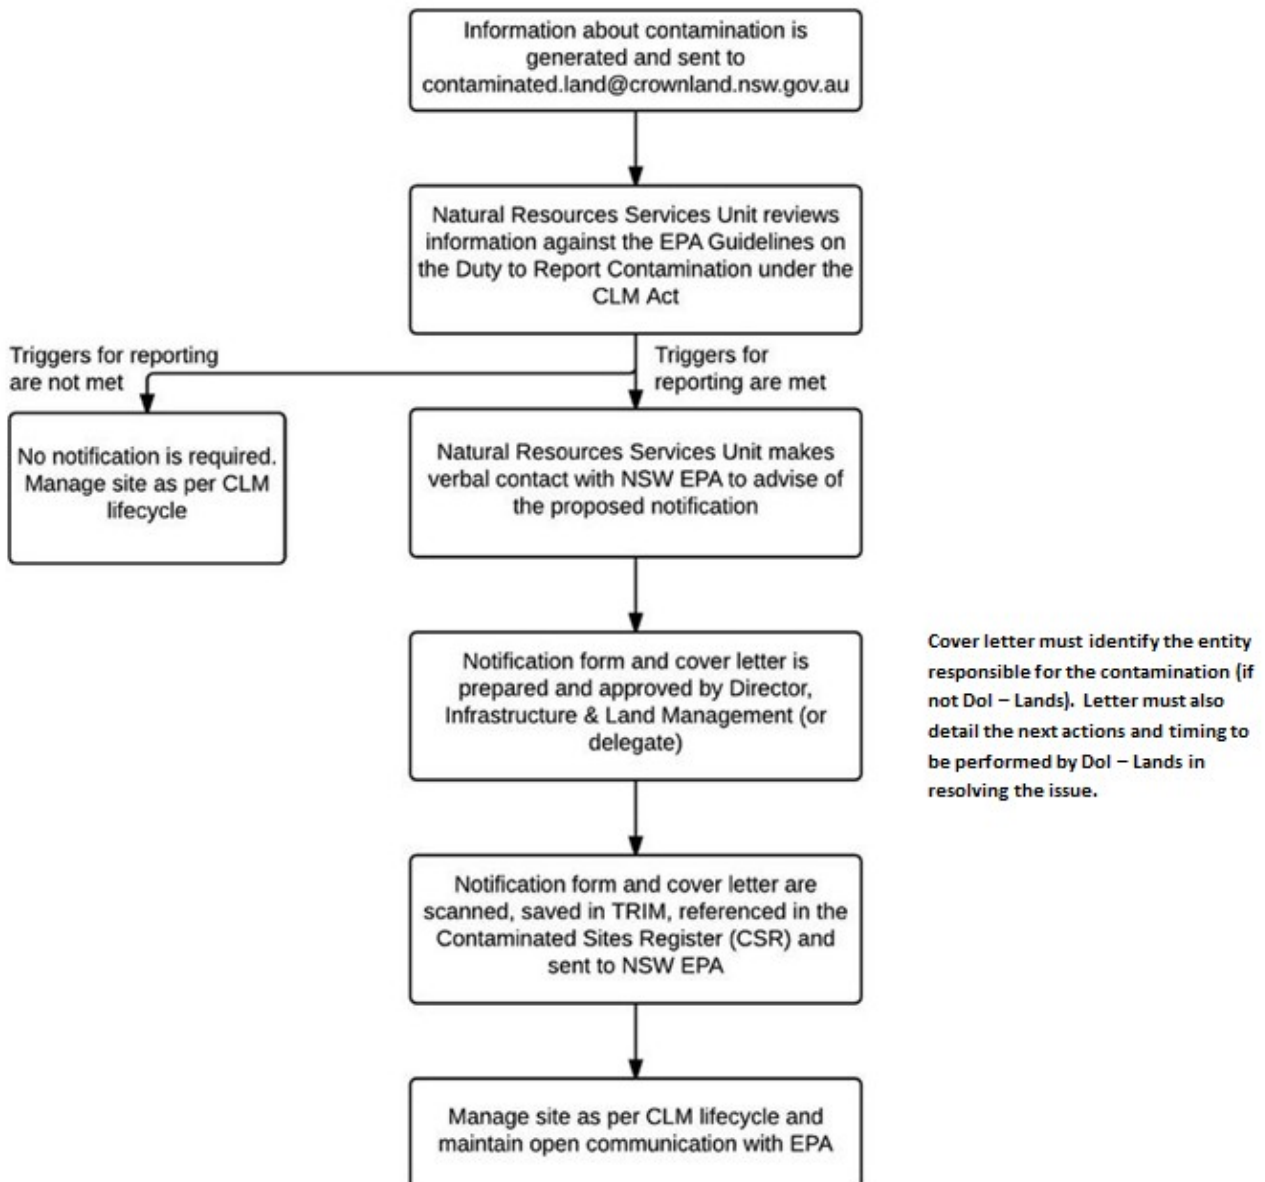 Information about contamination is
generated and sent to
contaminated.land@crownland.nsw.gov.au
Natural Resources Services Unit reviews
information against the EPA Guidelines on
the Duty to Report Contamination under the
CLM Act
Triggers for reporting
are not met
Triggers for
reporting are met
No notification is required.
Manage site as per CLM
lifecycle
Natural Resources Services Unit makes
verbal contact with NSW EPA to advise of
the proposed notification
Notification form and cover letter is
prepared and approved by Director,
Infrastructure & Land Management (or
delegate)
Cover letter must identify the entity
responsible for the contamination (if
not DoI – Lands). Letter must also
detail the next actions and timing to
be performed by DoI – Lands in
resolving the issue.
Notification form and cover letter are
scanned, saved in TRIM, referenced in the
Contaminated Sites Register (CSR) and
sent to NSW EPA
Manage site as per CLM lifecycle and
maintain open communication with EPA